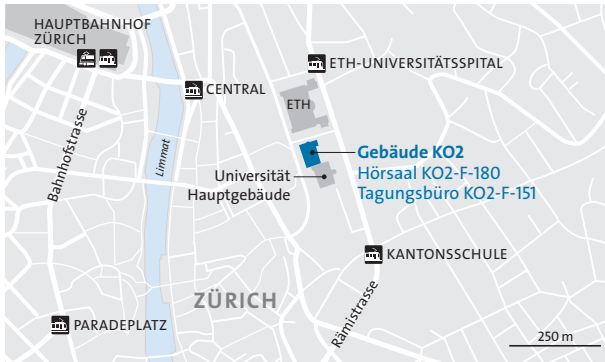 HAUPTBAHNHOF
ZÜRICH
ETH-UNIVERSITÄTSSPITAL
CENTRAL
ETH
Bahnhofstrasse
Limmat
Gebäude KO2
Hörsaal KO2-F-180
Tagungsbüro KO2-F-151
Universität
Hauptgebäude
KANTONSSCHULE
ZÜRICH
Rämistrasse
PARADEPLATZ
250 m